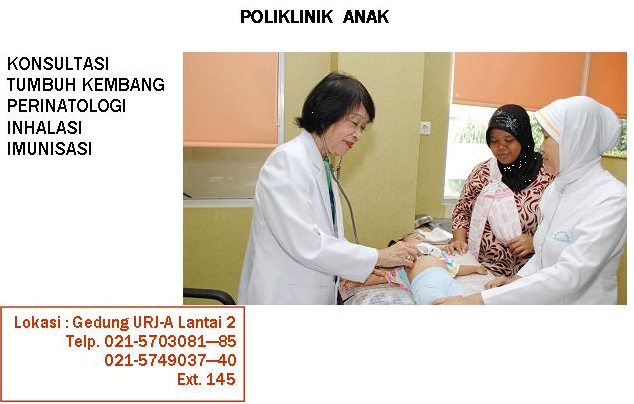 POLIKLINIK ANAK
KONSULTASI
TUMBUH KEMBANG
PERINATOLOGI
INHALASI
IMUNISASI
Lokasi : Gedung URJ-A Lantai 2
Telp. 021-5703081—85
021-5749037—40
Ext. 145